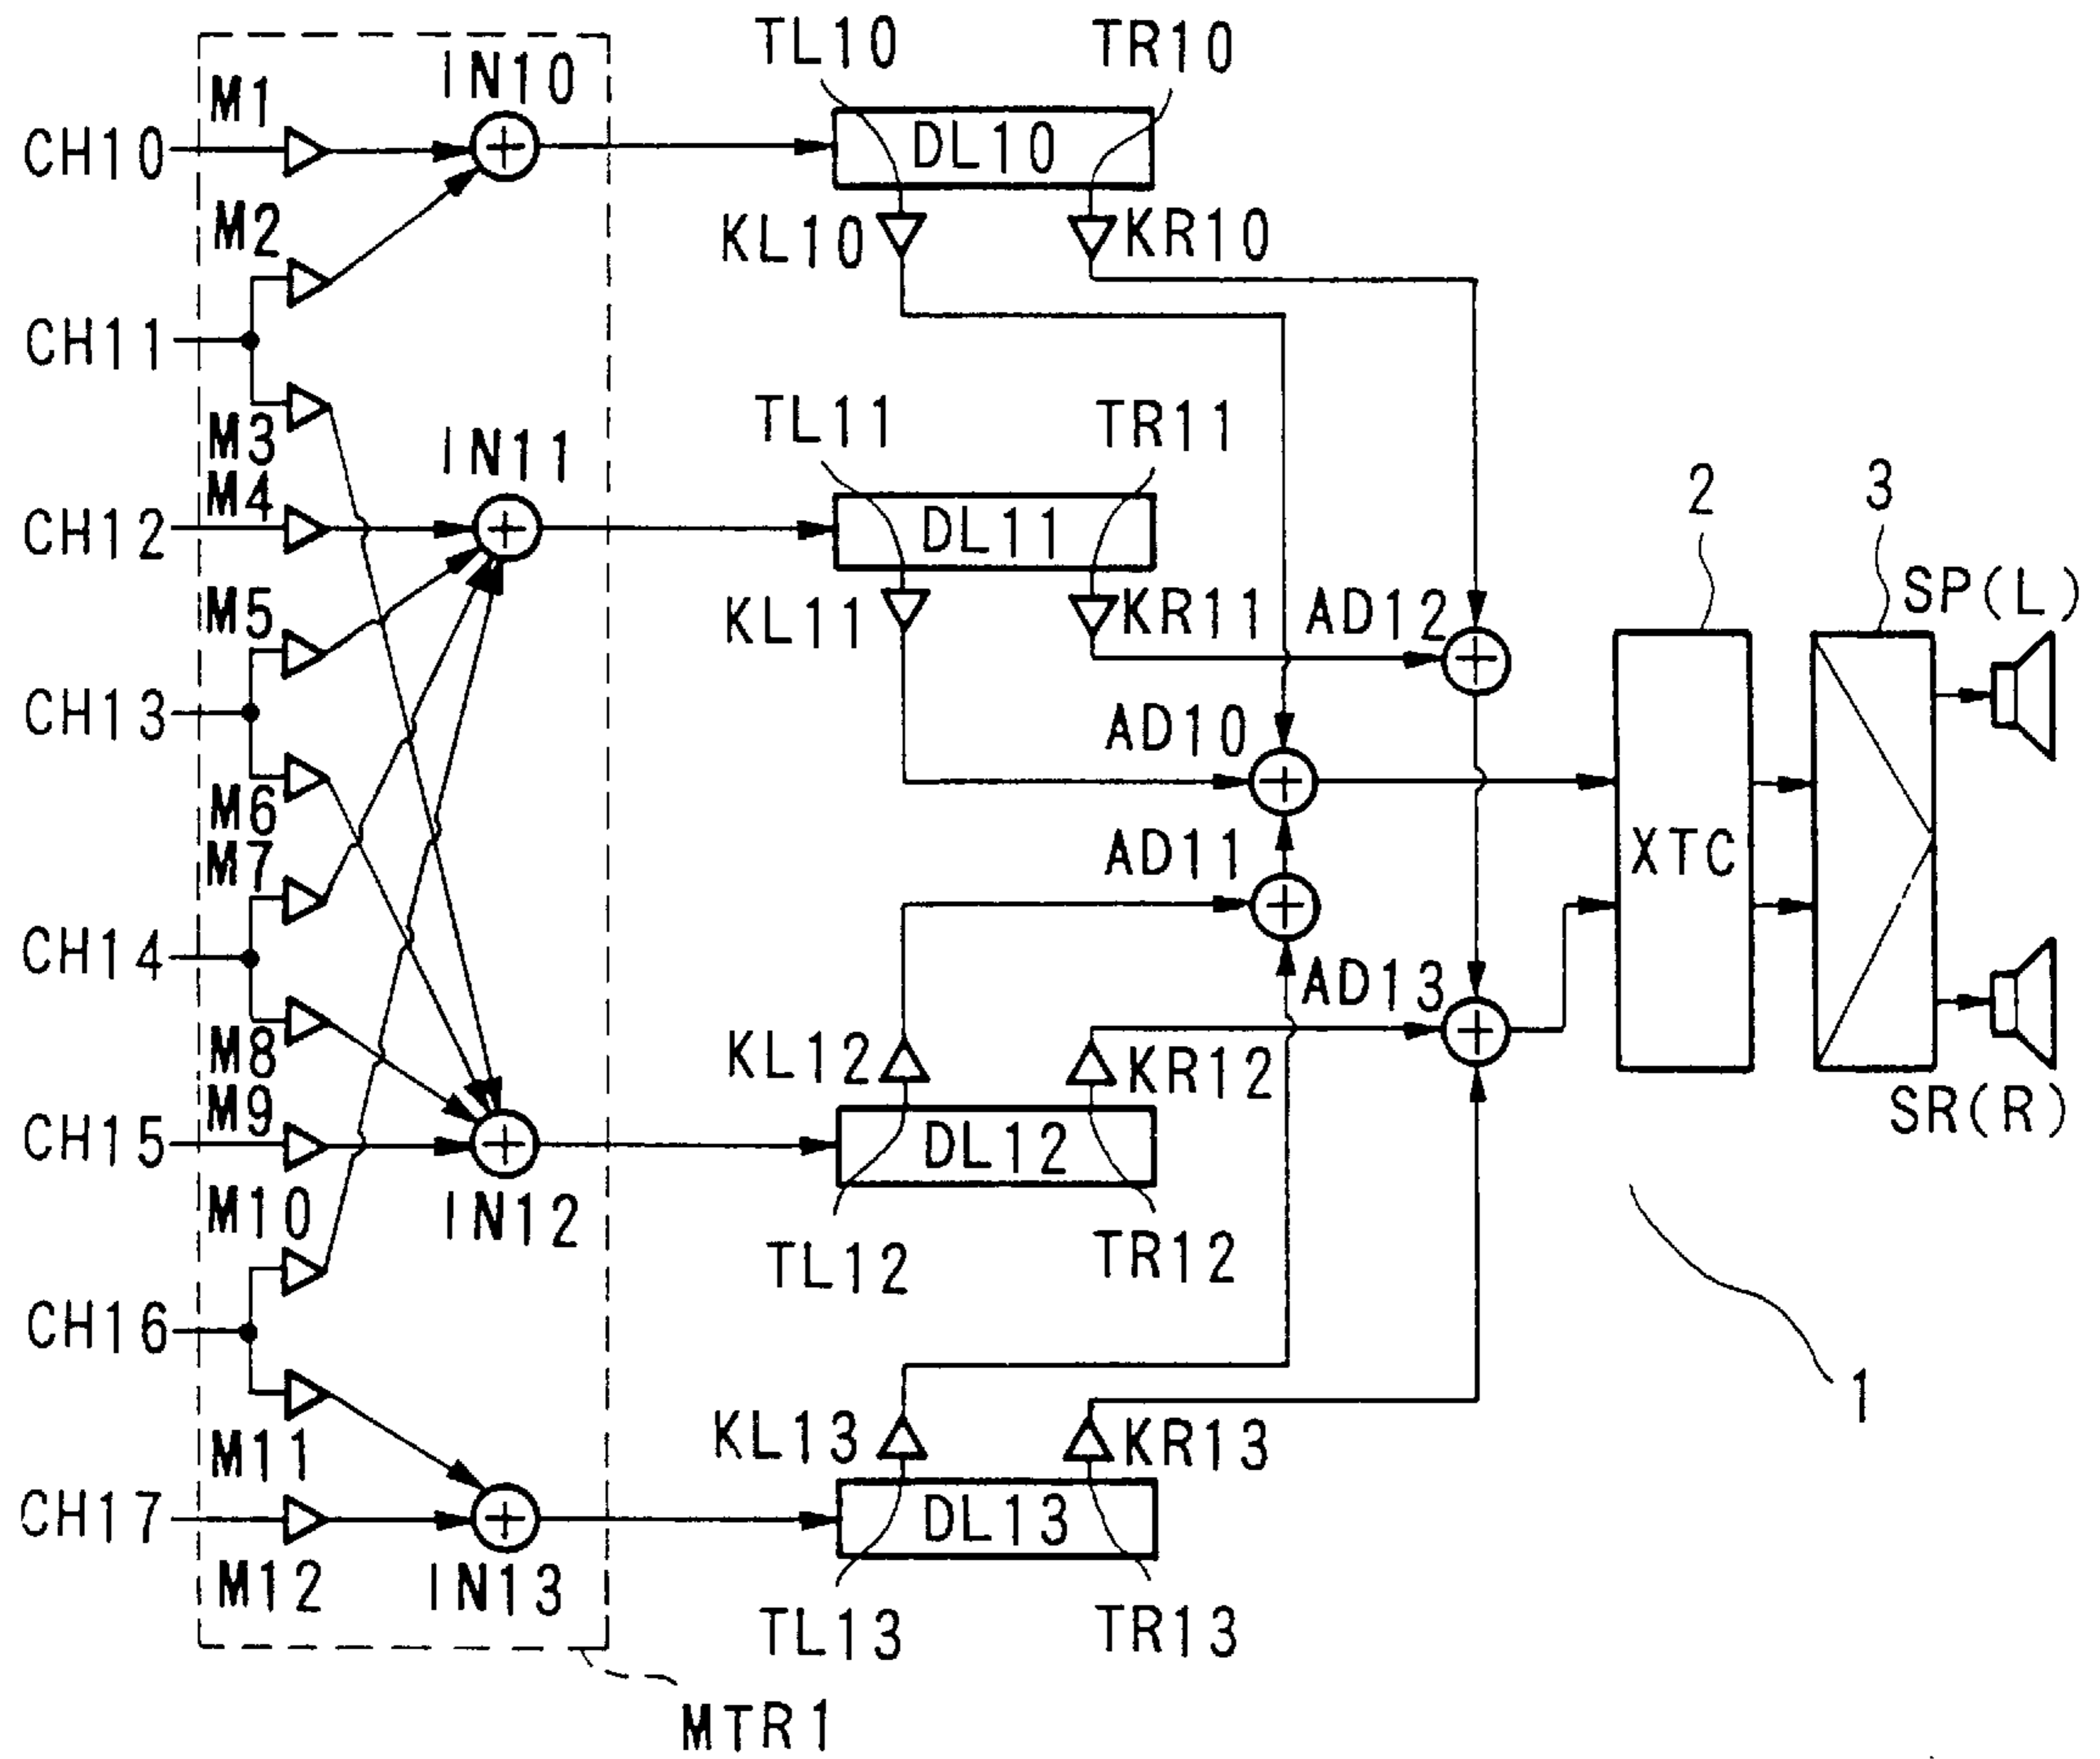 TL10
TR10
IN10
M1
CH10
DL10
M2
KL10
KR10
CH11
TL11
TR11
M3
IN11
M4
2
3
CH12
DL11
SP(L)
M5
KL11
KR11
AD12
CH13
AD10
M6
M7
AD11
XTC
CH14
AD13
M8
KL12
KR12
M9
SR(R)
CH15
DL12
M10
IN12
TL12
TR12
CH16
1
KL13
KR13
M11
CH17
DL13
M12
IN13
TL13
TR13
MTR1